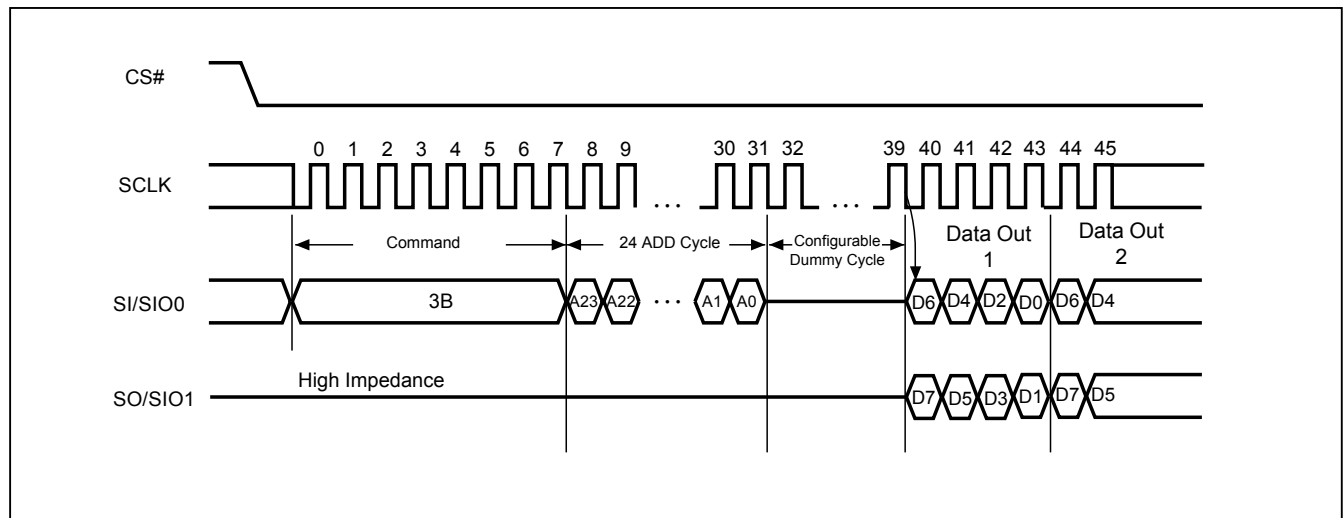 CS#
SCLK
0 1 2 3 4 5 6 7 8 9 30 31 32 39 40 41 42 43 44 45
... ...
Command
24 ADD Cycle
Configurable
Dummy Cycle
Data Out
1
Data Out
2
SI/SIO0
3B
A23 A22 ... A1 A0
D6 D4 D2 D0 D6 D4
SO/SIO1
High Impedance
D7 D5 D3 D1 D7 D5